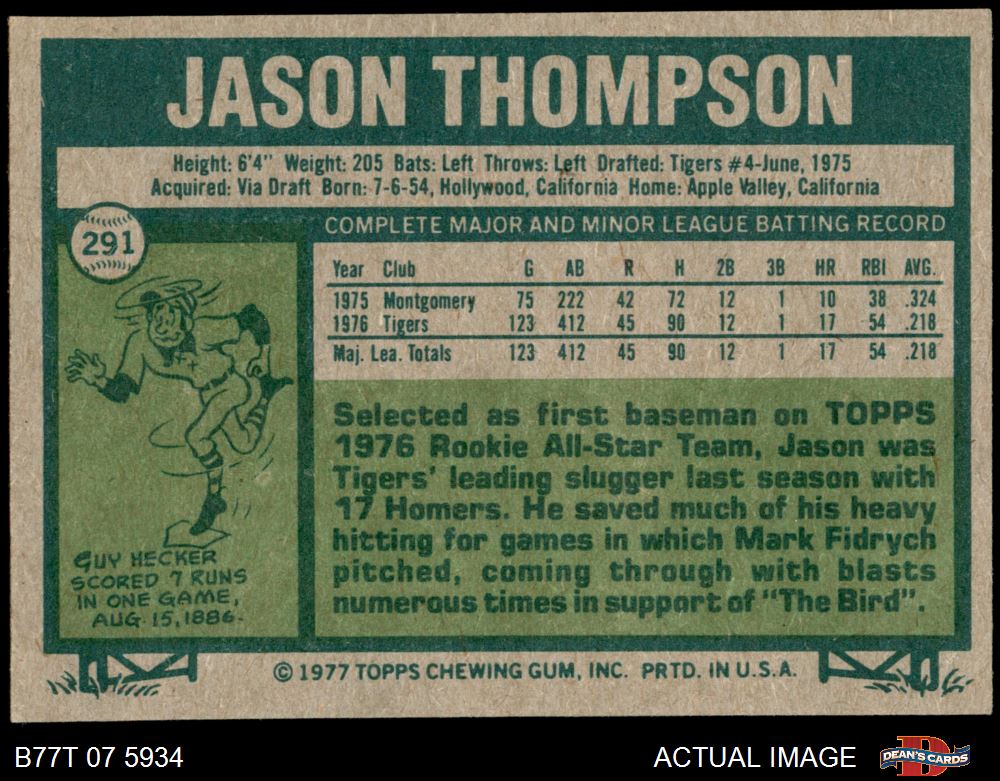 JASON THOMPSON
Height: 6'4" Weight: 205 Bats: Left Throws: Left Drafted: Tigers #4-June, 1975
Acquired: Via Draft Born: 7-6-54, Hollywood, California Home: Apple Valley, California
291
COMPLETE MAJOR AND MINOR LEAGUE BATTING RECORD
Year Club G AB R H 2B 3B HR RBI AVG.
1975 Montgomery 75 222 42 72 12 1 10 38 .324
1976 Tigers 123 412 45 90 12 1 17 54 .218
Maj. Lea. Totals 123 412 45 90 12 1 17 54 .218
Selected as first baseman on TOPPS
1976 Rookie All-Star Team, Jason was
Tigers' leading slugger last season with
17 Homers. He saved much of his heavy
hitting for games in which Mark Fidrych
pitched, coming through with blasts
numerous times in support of "The Bird".
GUY HECKER
SCORED 7 RUNS
IN ONE GAME,
AUG. 15, 1886.
© 1977 TOPPS CHEWING GUM, INC. PRTD. IN U.S.A.
B77T 07 5934
ACTUAL IMAGE
DEAN'S CARDS